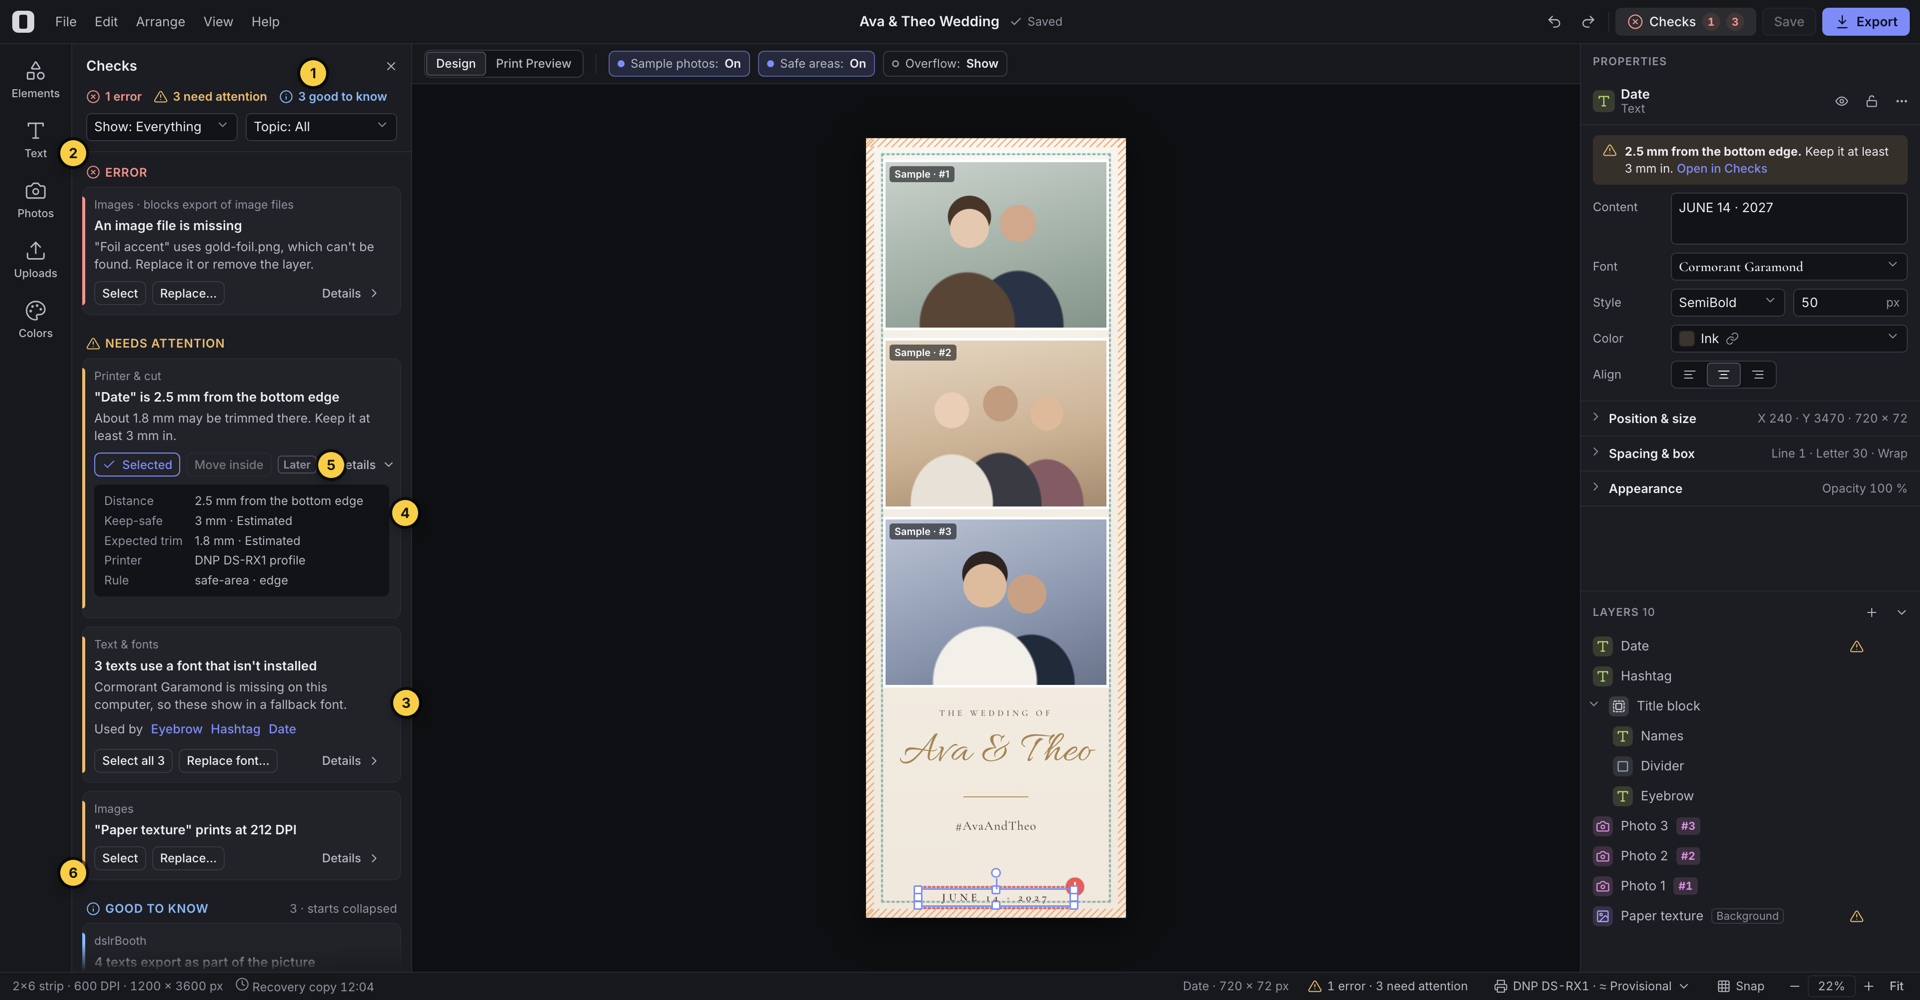 File Edit Arrange View Help
Ava & Theo Wedding Saved
Checks 1 3 Save Export
Elements
Text
Photos
Uploads
Colors
Checks
1
1 error 3 need attention 3 good to know
Show: Everything Topic: All
2
ERROR
Images · blocks export of image files
An image file is missing
"Foil accent" uses gold-foil.png, which can't be
found. Replace it or remove the layer.
Select Replace... Details
NEEDS ATTENTION
Printer & cut
"Date" is 2.5 mm from the bottom edge
About 1.8 mm may be trimmed there. Keep it at
least 3 mm in.
Selected Move inside Later 5 etails
4
Distance 2.5 mm from the bottom edge
Keep-safe 3 mm · Estimated
Expected trim 1.8 mm · Estimated
Printer DNP DS-RX1 profile
Rule safe-area · edge
Text & fonts
3 texts use a font that isn't installed
Cormorant Garamond is missing on this
computer, so these show in a fallback font.
3
Used by Eyebrow Hashtag Date
Select all 3 Replace font... Details
Images
"Paper texture" prints at 212 DPI
Select Replace... Details
6
GOOD TO KNOW 3 · starts collapsed
dslrBooth
4 texts export as part of the picture
Design Print Preview Sample photos: On Safe areas: On Overflow: Show
Sample · #1
Sample · #2
Sample · #3
THE WEDDING OF
Ava & Theo
#AvaAndTheo
JUNE 14 · 2027
PROPERTIES
Date
Text
2.5 mm from the bottom edge. Keep it at least
3 mm in. Open in Checks
Content JUNE 14 · 2027
Font Cormorant Garamond
Style SemiBold 50 px
Color Ink
Align
Position & size X 240 · Y 3470 · 720 × 72
Spacing & box Line 1 · Letter 30 · Wrap
Appearance Opacity 100 %
LAYERS 10
Date
Hashtag
Title block
Names
Divider
Eyebrow
Photo 3 #3
Photo 2 #2
Photo 1 #1
Paper texture Background
2×6 strip · 600 DPI · 1200 × 3600 px Recovery copy 12:04
Date · 720 × 72 px 1 error · 3 need attention DNP DS-RX1 · ≈ Provisional Snap 22% Fit